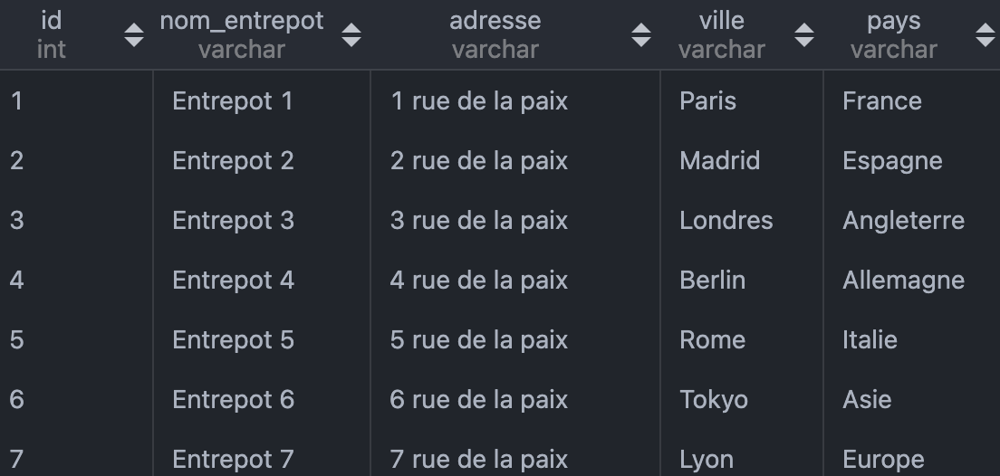 id nom_entrepot adresse ville pays
int varchar varchar varchar varchar
1 Entrepot 1 1 rue de la paix Paris France
2 Entrepot 2 2 rue de la paix Madrid Espagne
3 Entrepot 3 3 rue de la paix Londres Angleterre
4 Entrepot 4 4 rue de la paix Berlin Allemagne
5 Entrepot 5 5 rue de la paix Rome Italie
6 Entrepot 6 6 rue de la paix Tokyo Asie
7 Entrepot 7 7 rue de la paix Lyon Europe